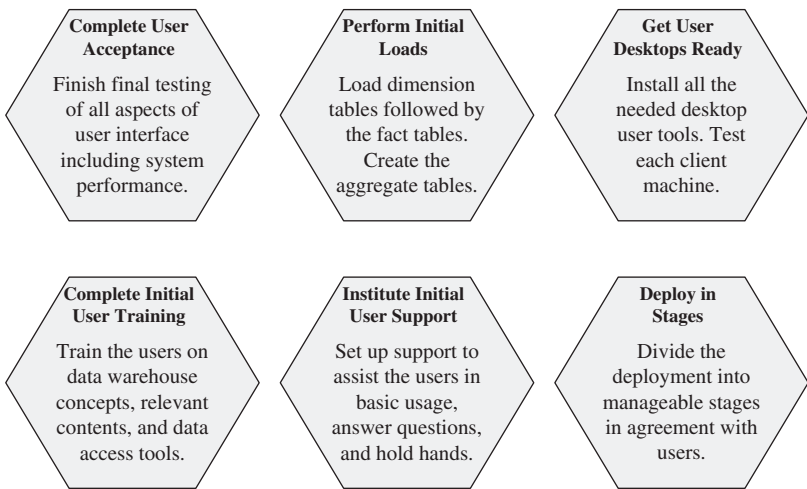 Complete User
Acceptance
Finish final testing
of all aspects of
user interface
including system
performance.
Perform Initial
Loads
Load dimension
tables followed by
the fact tables.
Create the
aggregate tables.
Get User
Desktops Ready
Install all the
needed desktop
user tools. Test
each client
machine.
Complete Initial
User Training
Train the users on
data warehouse
concepts, relevant
contents, and data
access tools.
Institute Initial
User Support
Set up support to
assist the users in
basic usage,
answer questions,
and hold hands.
Deploy in
Stages
Divide the
deployment into
manageable stages
in agreement with
users.